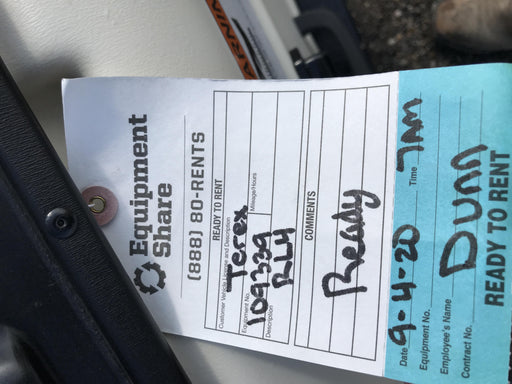 WARNIN
Equipment
Share
(888) 80-RENTS
READY TO RENT
Customer Vehicle and Description
Terex
Equipment No. Mileage/Hours
109339
Description
RL4
COMMENTS
Ready
Date 9-4-20 Time 7AM
Equipment No.
Employee's Name Dunn
Contract No.
READY TO RENT